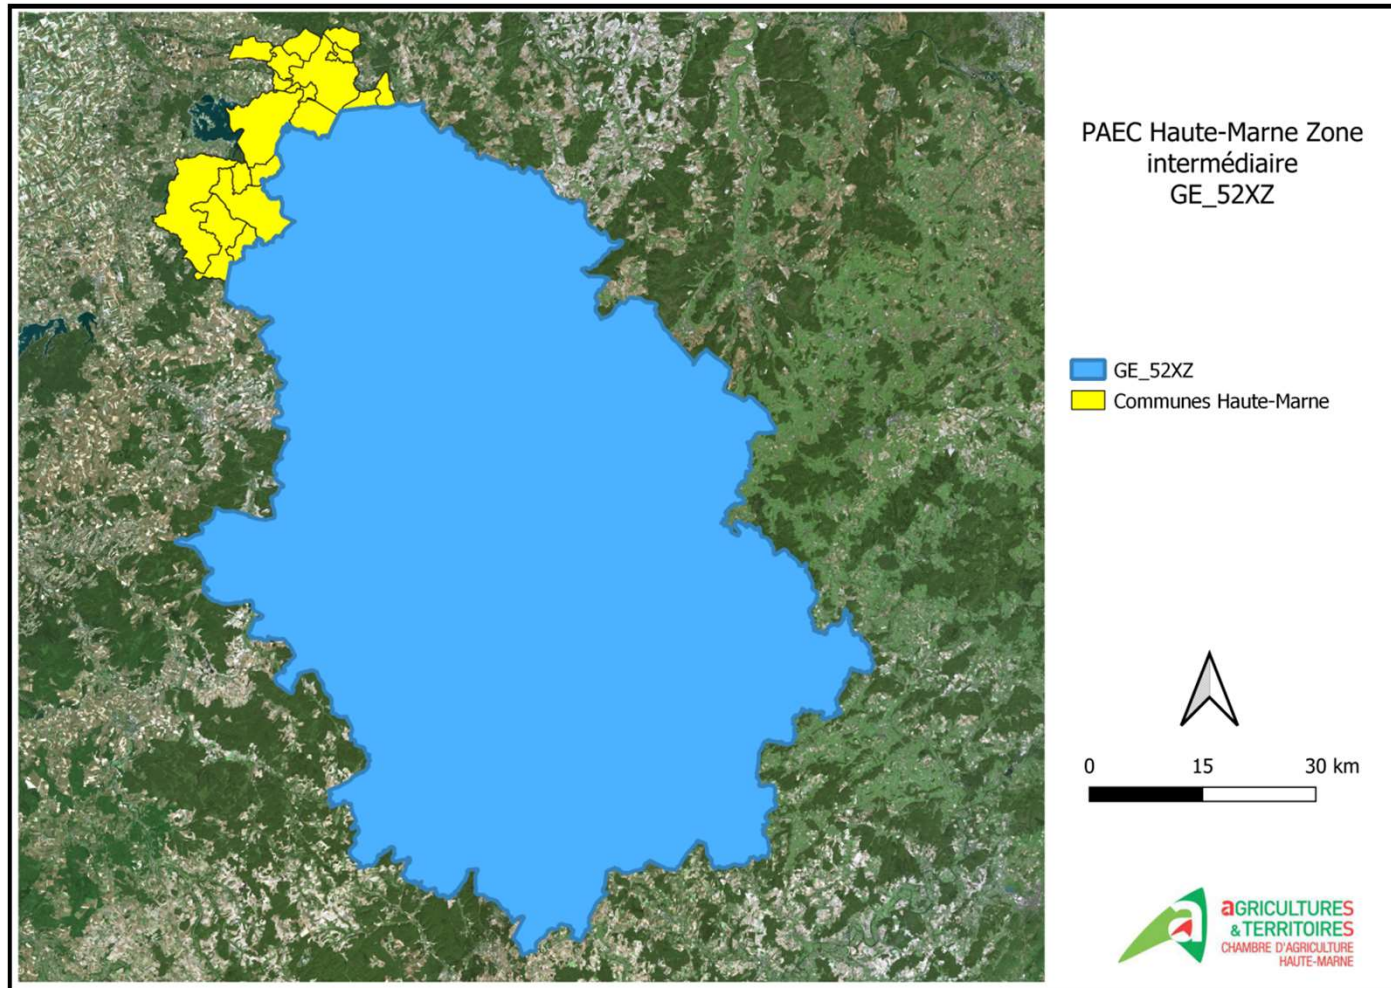 PAEC Haute-Marne Zone
intermédiaire
GE_52XZ
GE_52XZ
Communes Haute-Marne
0 15 30 km
aGRICULTURES
& TERRITOIRES
CHAMBRE D'AGRICULTURE
HAUTE-MARNE